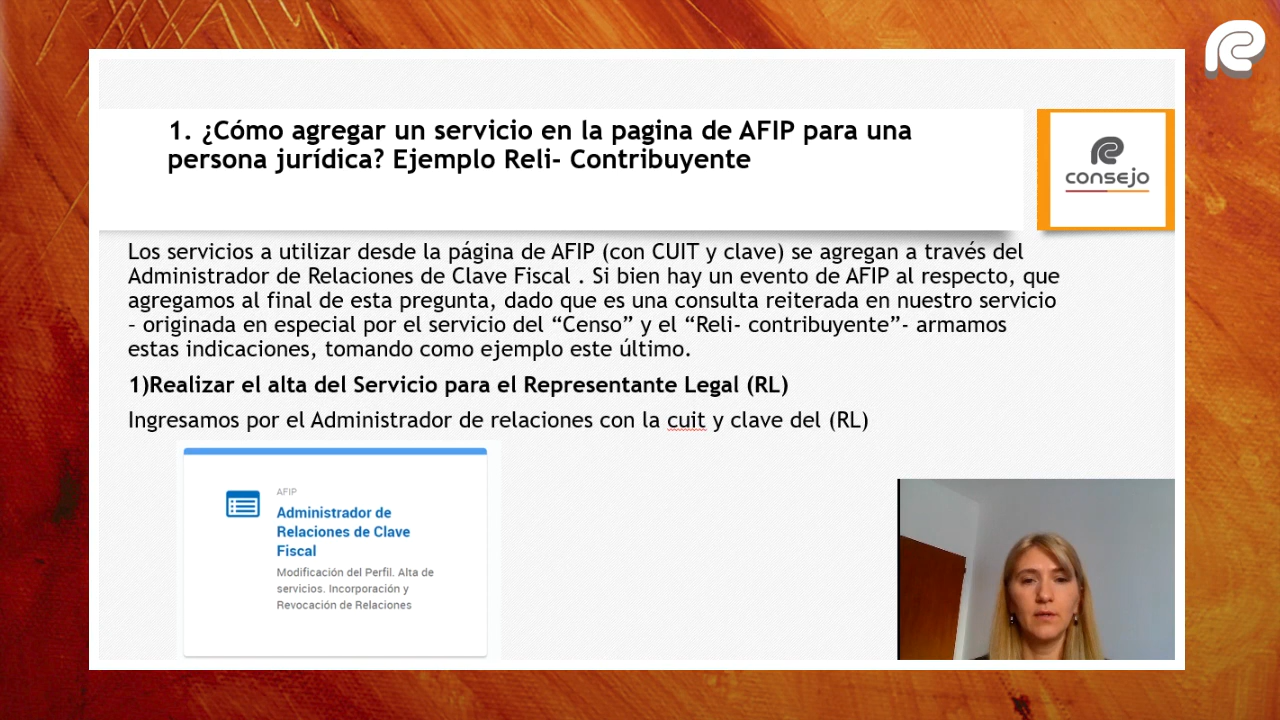 1. ¿Cómo agregar un servicio en la pagina de AFIP para una
persona jurídica? Ejemplo Reli- Contribuyente
consejo
Los servicios a utilizar desde la página de AFIP (con CUIT y clave) se agregan a través del
Administrador de Relaciones de Clave Fiscal . Si bien hay un evento de AFIP al respecto, que
agregamos al final de esta pregunta, dado que es una consulta reiterada en nuestro servicio
– originada en especial por el servicio del “Censo” y el “Reli- contribuyente”- armamos
estas indicaciones, tomando como ejemplo este último.
1)Realizar el alta del Servicio para el Representante Legal (RL)
Ingresamos por el Administrador de relaciones con la cuit y clave del (RL)
AFIP
Administrador de
Relaciones de Clave
Fiscal
Modificación del Perfil. Alta de
servicios. Incorporación y
Revocación de Relaciones